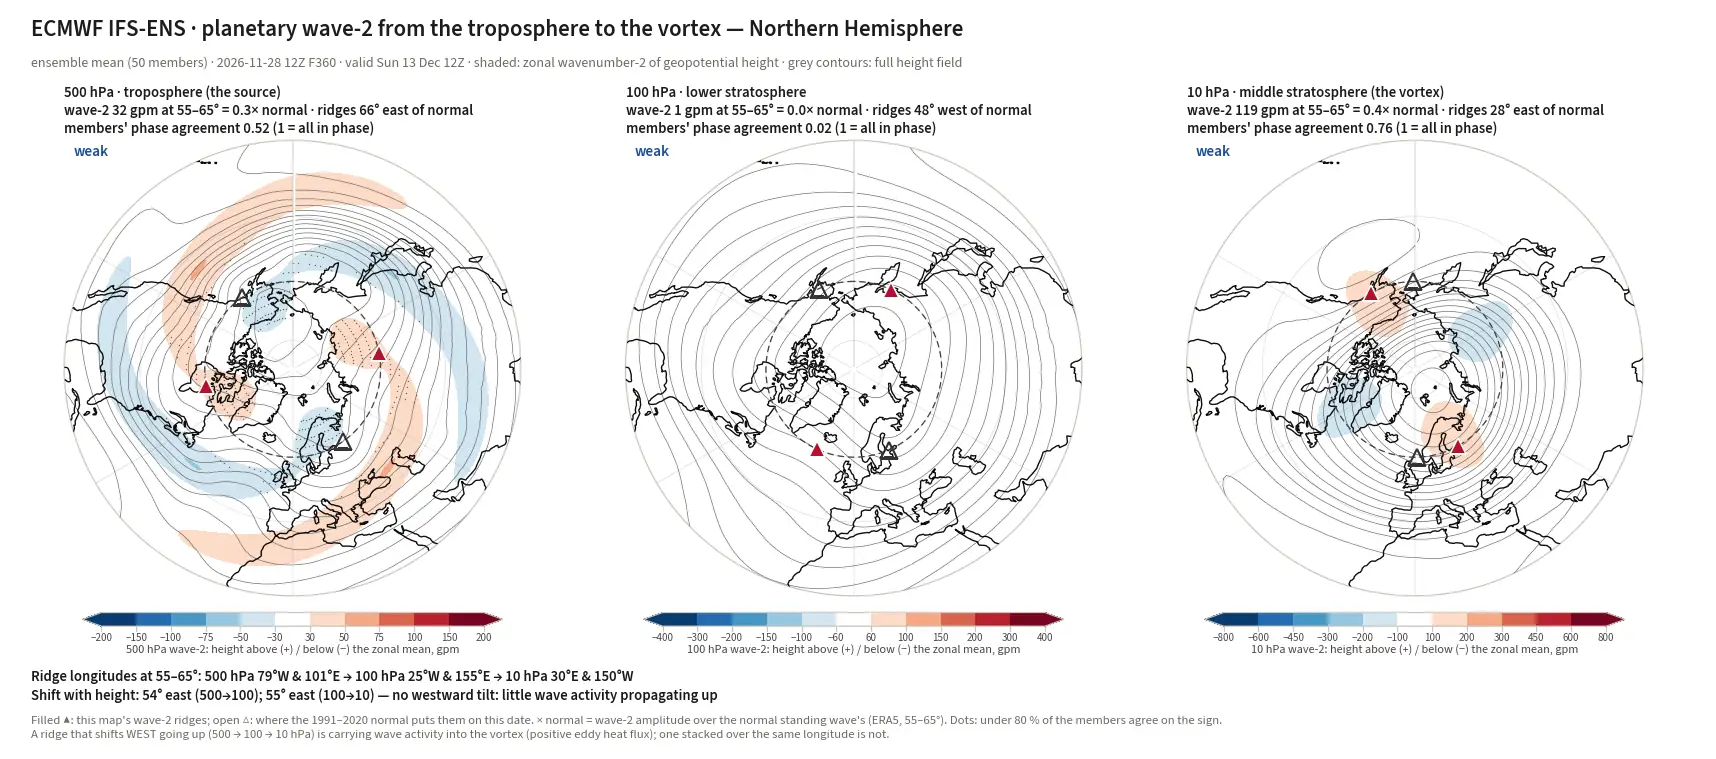 ECMWF IFS-ENS · planetary wave-2 from the troposphere to the vortex — Northern Hemisphere
ensemble mean (50 members) · 2026-11-28 12Z F360 · valid Sun 13 Dec 12Z · shaded: zonal wavenumber-2 of geopotential height · grey contours: full height field
500 hPa · troposphere (the source)
wave-2 32 gpm at 55–65° = 0.3× normal · ridges 66° east of normal
members' phase agreement 0.52 (1 = all in phase)
weak
100 hPa · lower stratosphere
wave-2 1 gpm at 55–65° = 0.0× normal · ridges 48° west of normal
members' phase agreement 0.02 (1 = all in phase)
weak
10 hPa · middle stratosphere (the vortex)
wave-2 119 gpm at 55–65° = 0.4× normal · ridges 28° east of normal
members' phase agreement 0.76 (1 = all in phase)
weak
−200 −150 −100 −75 −50 −30 30 50 75 100 150 200
500 hPa wave-2: height above (+) / below (−) the zonal mean, gpm
−400 −300 −200 −150 −100 −60 60 100 150 200 300 400
100 hPa wave-2: height above (+) / below (−) the zonal mean, gpm
−800 −600 −450 −300 −200 −100 100 200 300 450 600 800
10 hPa wave-2: height above (+) / below (−) the zonal mean, gpm
Ridge longitudes at 55–65°: 500 hPa 79°W & 101°E → 100 hPa 25°W & 155°E → 10 hPa 30°E & 150°W
Shift with height: 54° east (500→100); 55° east (100→10) — no westward tilt: little wave activity propagating up
Filled ▲: this map's wave-2 ridges; open △: where the 1991–2020 normal puts them on this date. × normal = wave-2 amplitude over the normal standing wave's (ERA5, 55–65°). Dots: under 80 % of the members agree on the sign.
A ridge that shifts WEST going up (500 → 100 → 10 hPa) is carrying wave activity into the vortex (positive eddy heat flux); one stacked over the same longitude is not.